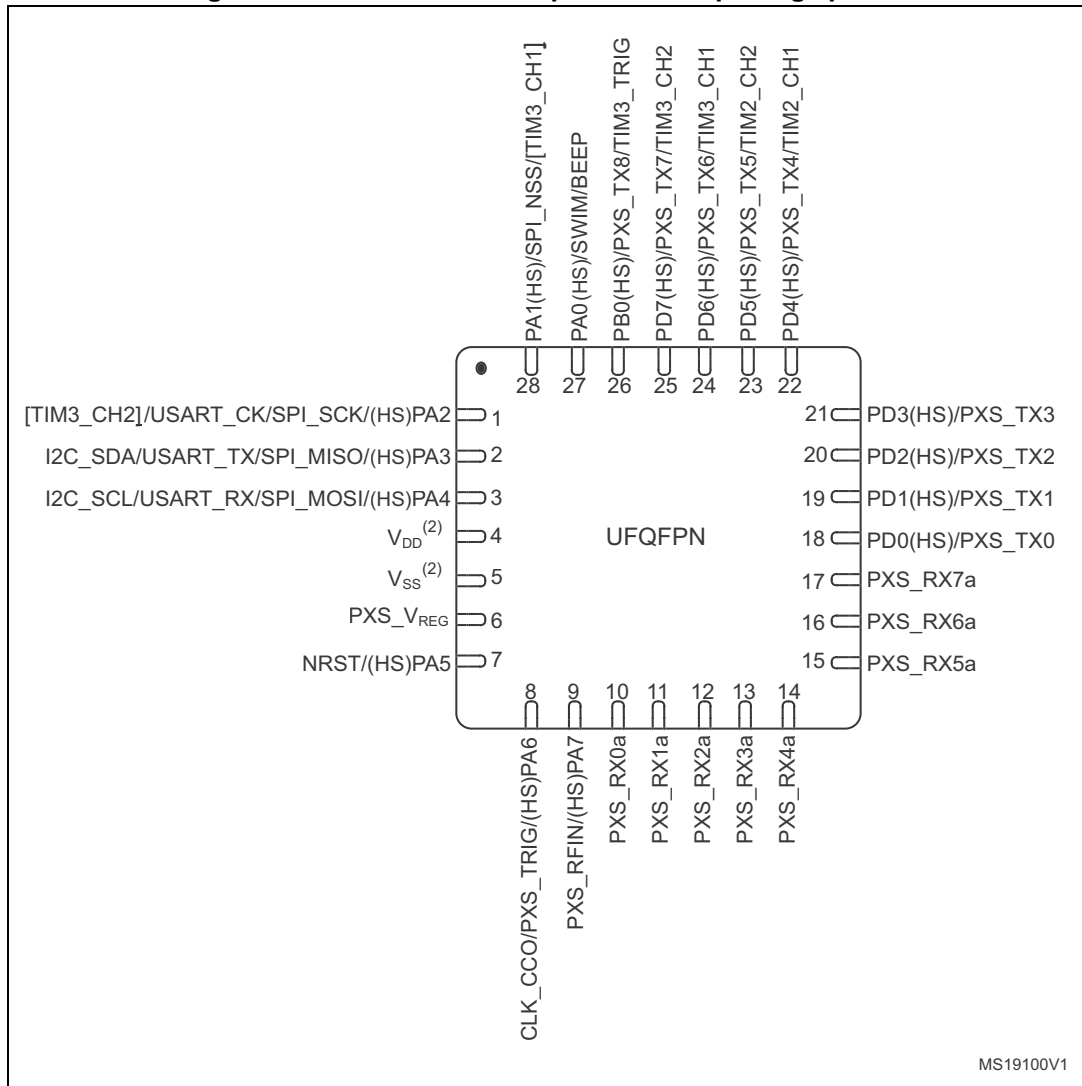 PA1(HS)/SPI_NSS/[TIM3_CH1]
PA0(HS)/SWIM/BEEP
PB0(HS)/PXS_TX8/TIM3_TRIG
PD7(HS)/PXS_TX7/TIM3_CH2
PD6(HS)/PXS_TX6/TIM3_CH1
PD5(HS)/PXS_TX5/TIM2_CH2
PD4(HS)/PXS_TX4/TIM2_CH1
28 27 26 25 24 23 22
[TIM3_CH2]/USART_CK/SPI_SCK/(HS)PA2 1
I2C_SDA/USART_TX/SPI_MISO/(HS)PA3 2
I2C_SCL/USART_RX/SPI_MOSI/(HS)PA4 3
VDD(2) 4
VSS(2) 5
PXS_VREG 6
NRST/(HS)PA5 7
UFQFPN
21 PD3(HS)/PXS_TX3
20 PD2(HS)/PXS_TX2
19 PD1(HS)/PXS_TX1
18 PD0(HS)/PXS_TX0
17 PXS_RX7a
16 PXS_RX6a
15 PXS_RX5a
8 9 10 11 12 13 14
CLK_CCO/PXS_TRIG/(HS)PA6
PXS_RFIN/(HS)PA7
PXS_RX0a
PXS_RX1a
PXS_RX2a
PXS_RX3a
PXS_RX4a
MS19100V1